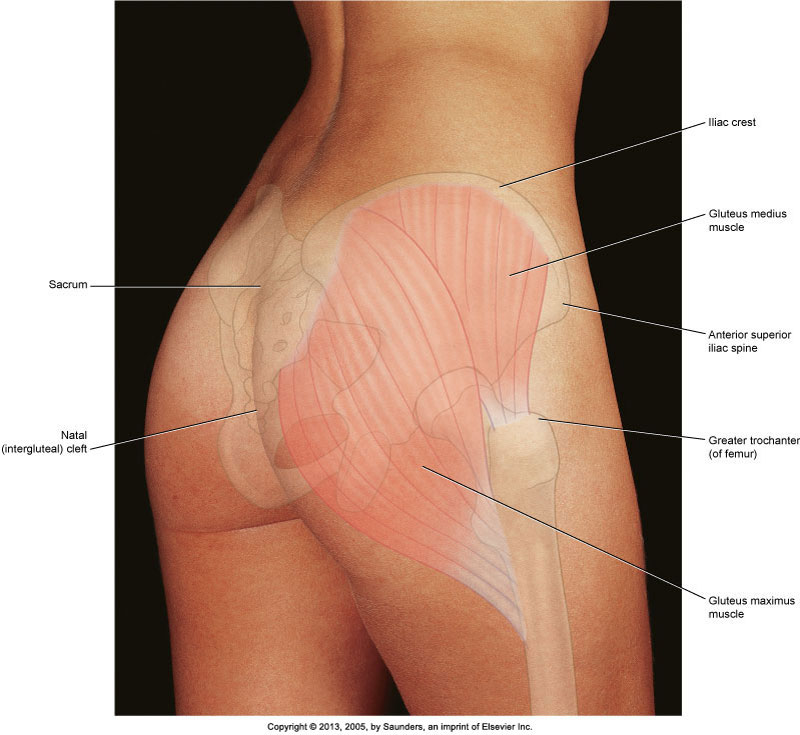 Iliac crest
Gluteus medius
muscle
Sacrum
Anterior superior
iliac spine
Natal
(intergluteal) cleft
Greater trochanter
(of femur)
Gluteus maximus
muscle
Copyright © 2013, 2005, by Saunders, an imprint of Elsevier Inc.